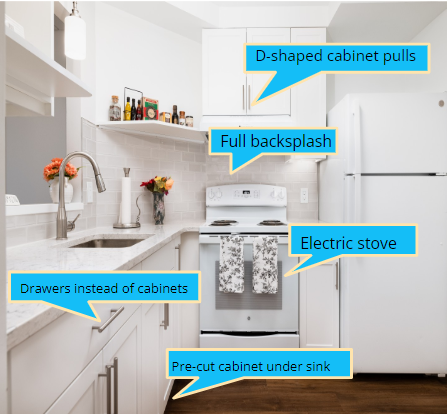 D-shaped cabinet pulls
Full backsplash
Electric stove
Drawers instead of cabinets
Pre-cut cabinet under sink